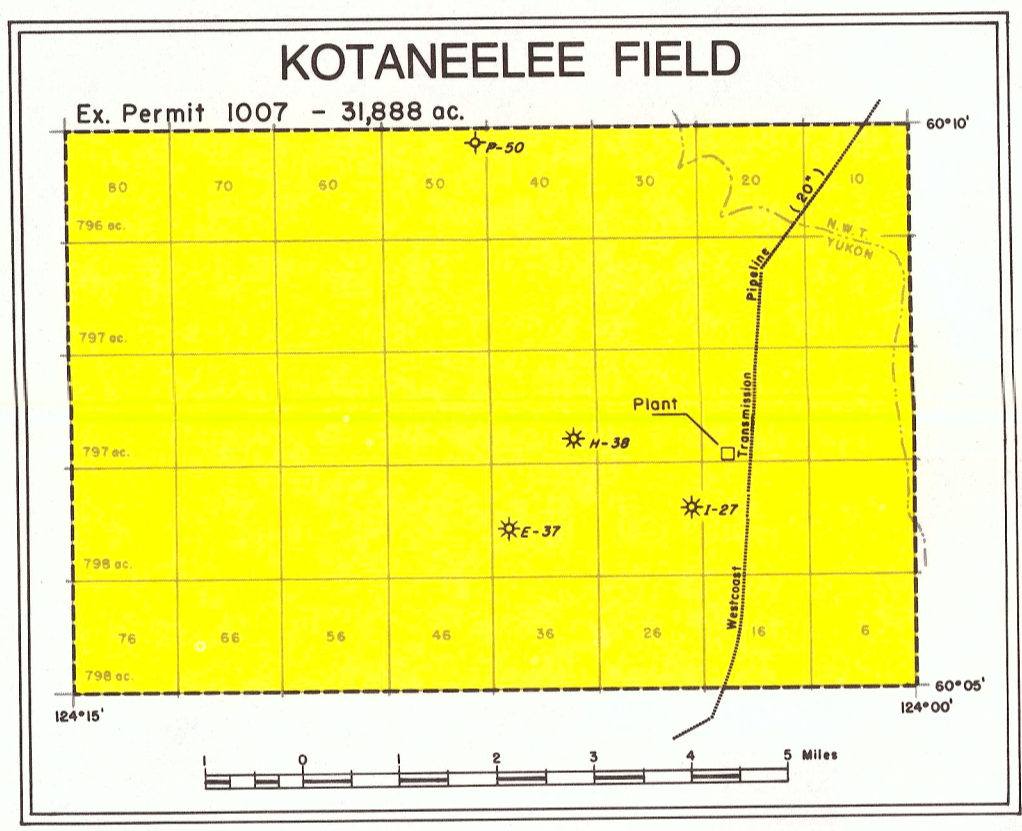 KOTANEELEE FIELD
Ex. Permit 1007 - 31,888 ac.
60°10'
P-50
80 70 60 50 40 30 20 10
(20")
796 ac.
N.W.T.
YUKON
Pipeline
797 ac.
Transmission
Plant
H-38
797 ac.
I-27
E-37
798 ac.
Westcoast
76 66 56 46 36 26 16 6
798 ac.
60°05'
124°15'
124°00'
1 0 1 2 3 4 5 Miles